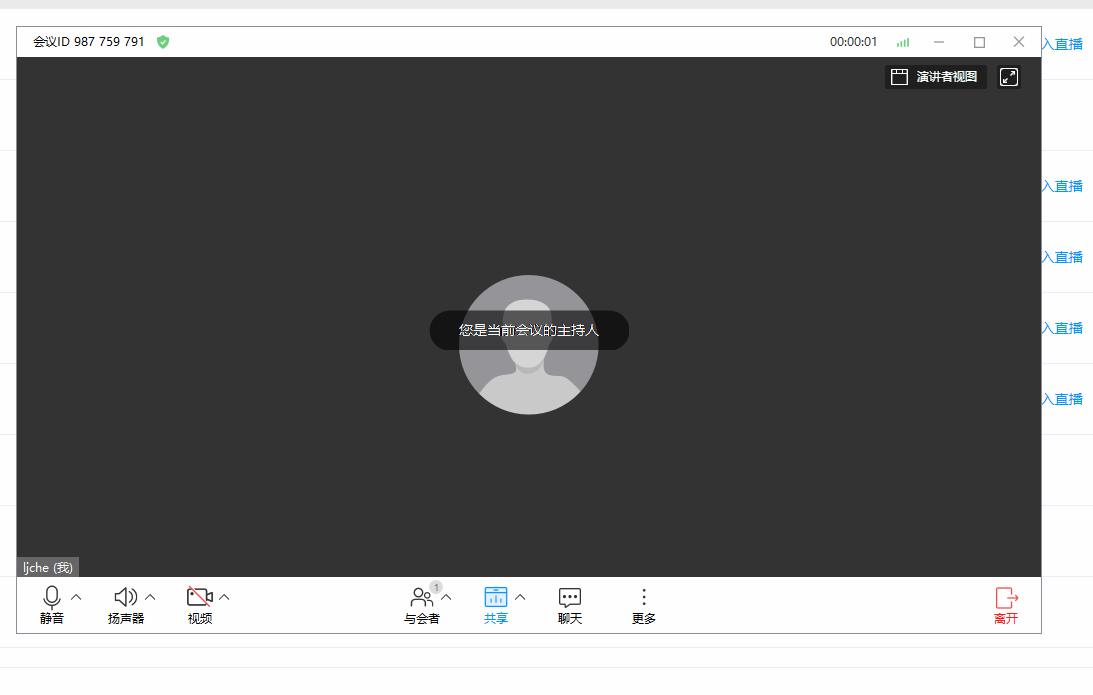 会议ID 987 759 791
00:00:01
入直播
演讲者视图
入直播
入直播
入直播
您是当前会议的主持人
入直播
ljche (我)
1
静音
扬声器
视频
与会者
共享
聊天
更多
离开